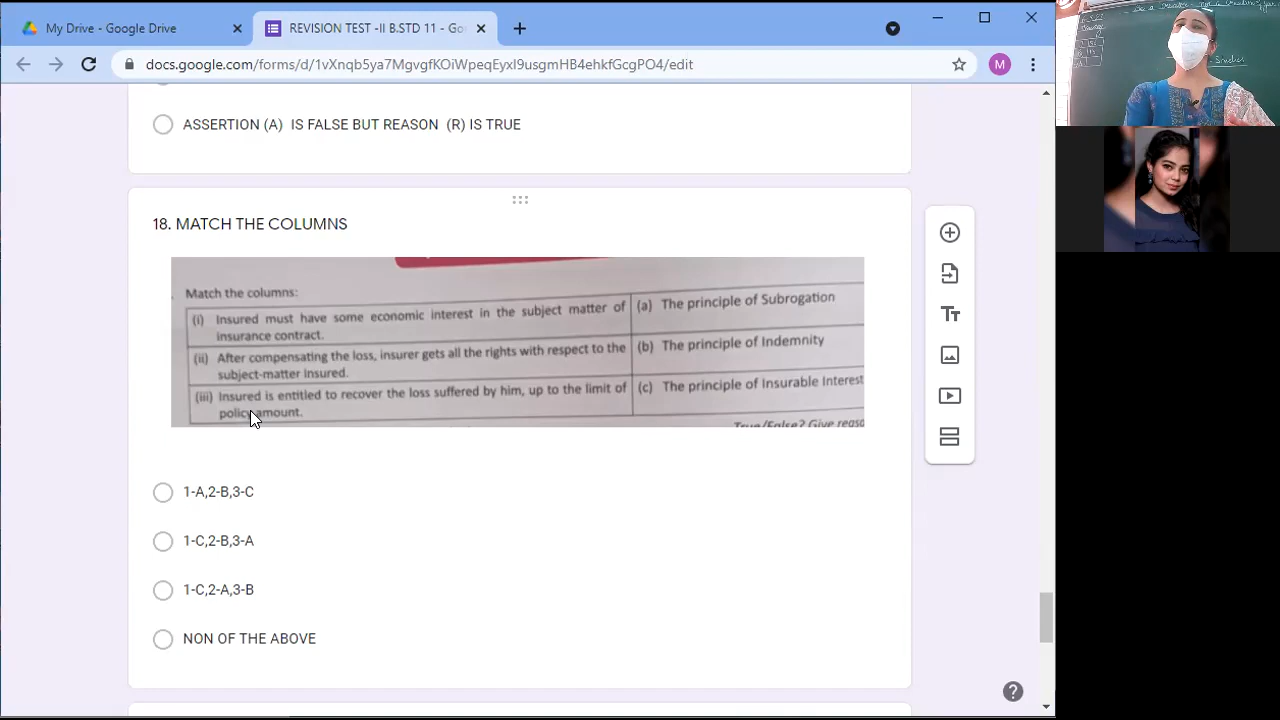 My Drive - Google Drive
REVISION TEST -II B.STD 11 - Go
docs.google.com/forms/d/1vXnqb5ya7MgvgfKOiWpeqEyxI9usgmHB4ehkfGcgPO4/edit
M
ASSERTION (A) IS FALSE BUT REASON (R) IS TRUE
18. MATCH THE COLUMNS
Match the columns:
(i) Insured must have some economic interest in the subject matter of
insurance contract.
(a) The principle of Subrogation
(ii) After compensating the loss, insurer gets all the rights with respect to the
subject-matter insured.
(b) The principle of Indemnity
(iii) Insured is entitled to recover the loss suffered by him, up to the limit of
policy amount.
(c) The principle of Insurable Interest
True/False? Give reaso
1-A,2-B,3-C
1-C,2-B,3-A
1-C,2-A,3-B
NON OF THE ABOVE